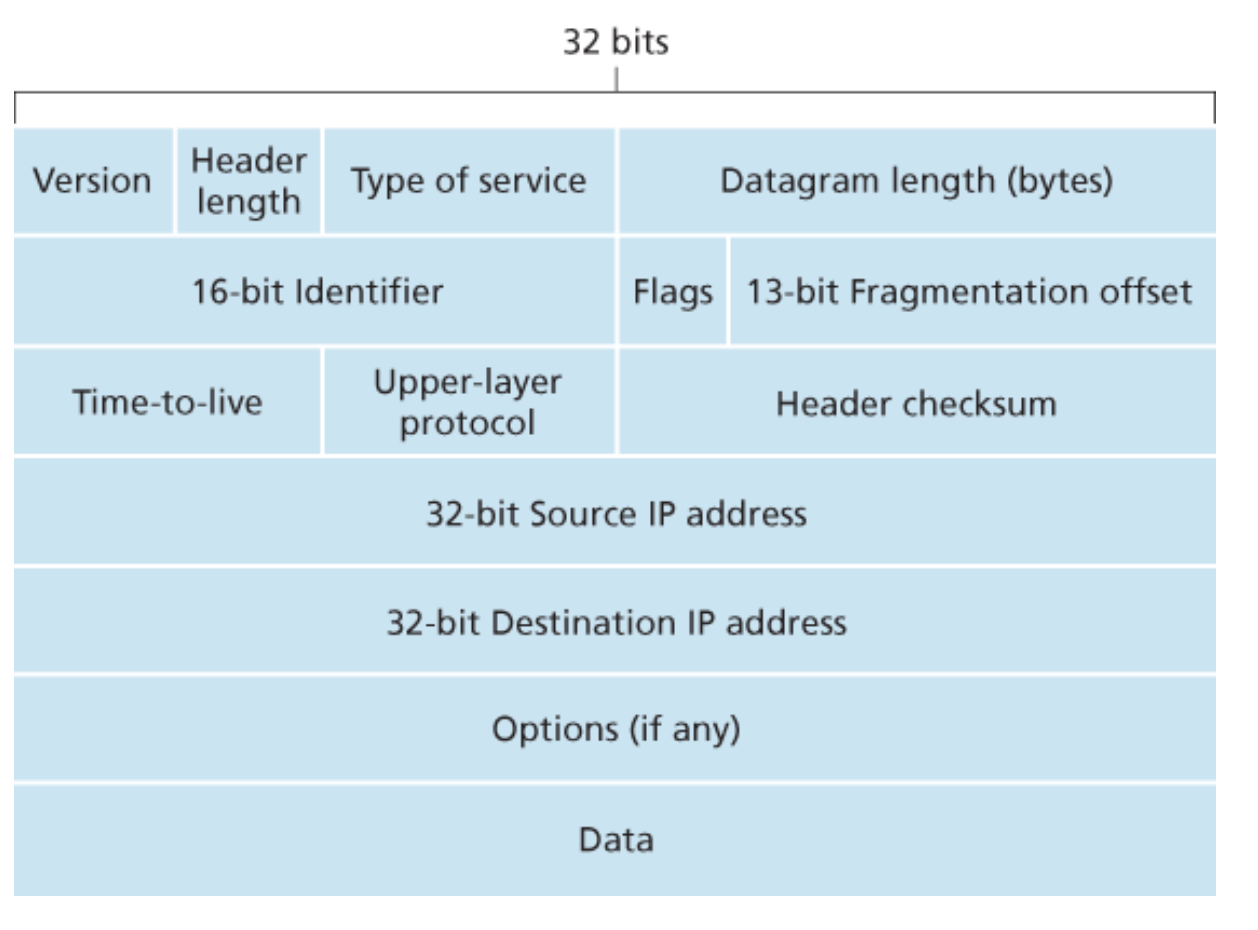 32 bits
Version
Header
length
Type of service
Datagram length (bytes)
16-bit Identifier
Flags
13-bit Fragmentation offset
Time-to-live
Upper-layer
protocol
Header checksum
32-bit Source IP address
32-bit Destination IP address
Options (if any)
Data